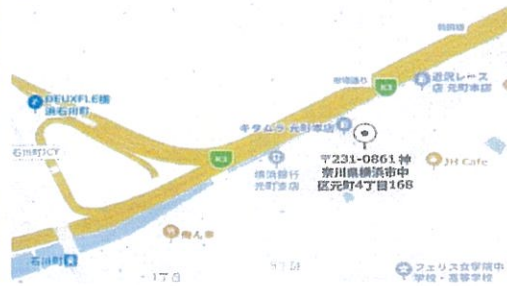 K3
近沢レース
店 元町本店
DEUXFLE横
浜石川町
キタムラ 元町本店
石川町JCT
K3
横浜銀行
元町支店
〒231-0861 神
奈川県横浜市中
区元町4丁目168
JH Cafe
石川町
フェリス女学院中
学校・高等学校